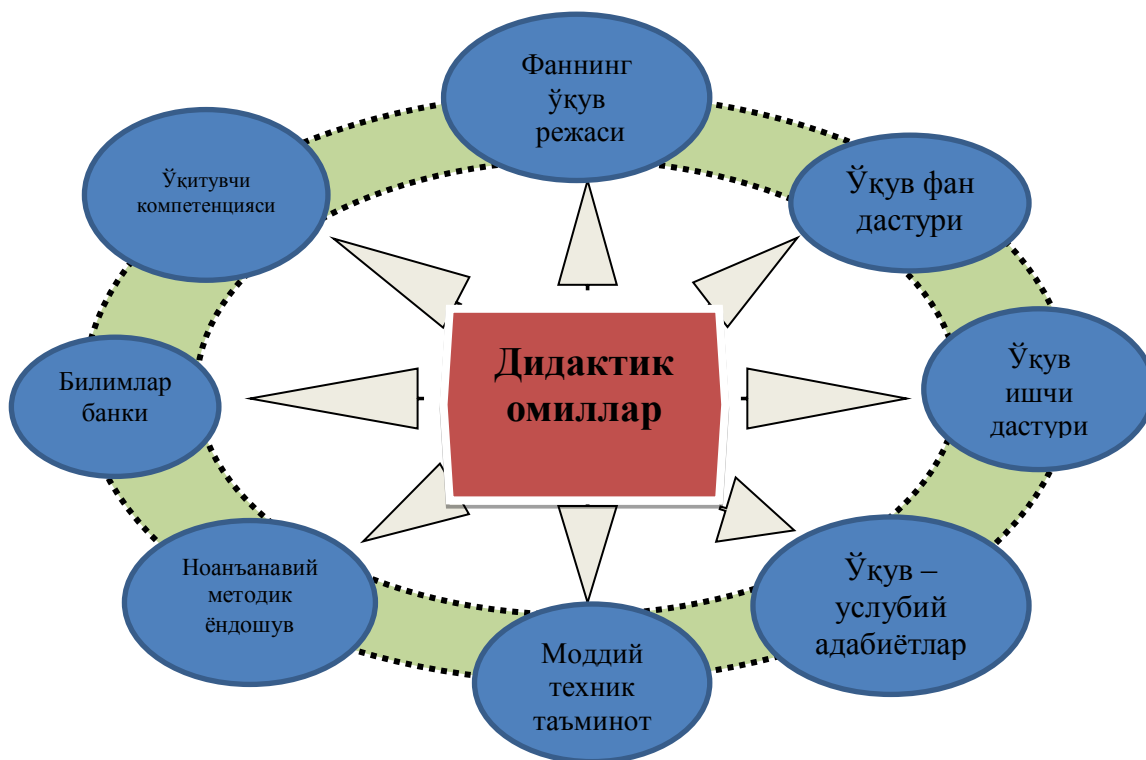 Фаннинг
ўқув
режаси
Ўқитувчи
компетенцияси
Ўқув фан
дастури
Дидактик
омиллар
Билимлар
банки
Ўқув
ишчи
дастури
Ноанъанавий
методик
ёндошув
Ўқув –
услубий
адабиётлар
Моддий
техник
таъминот